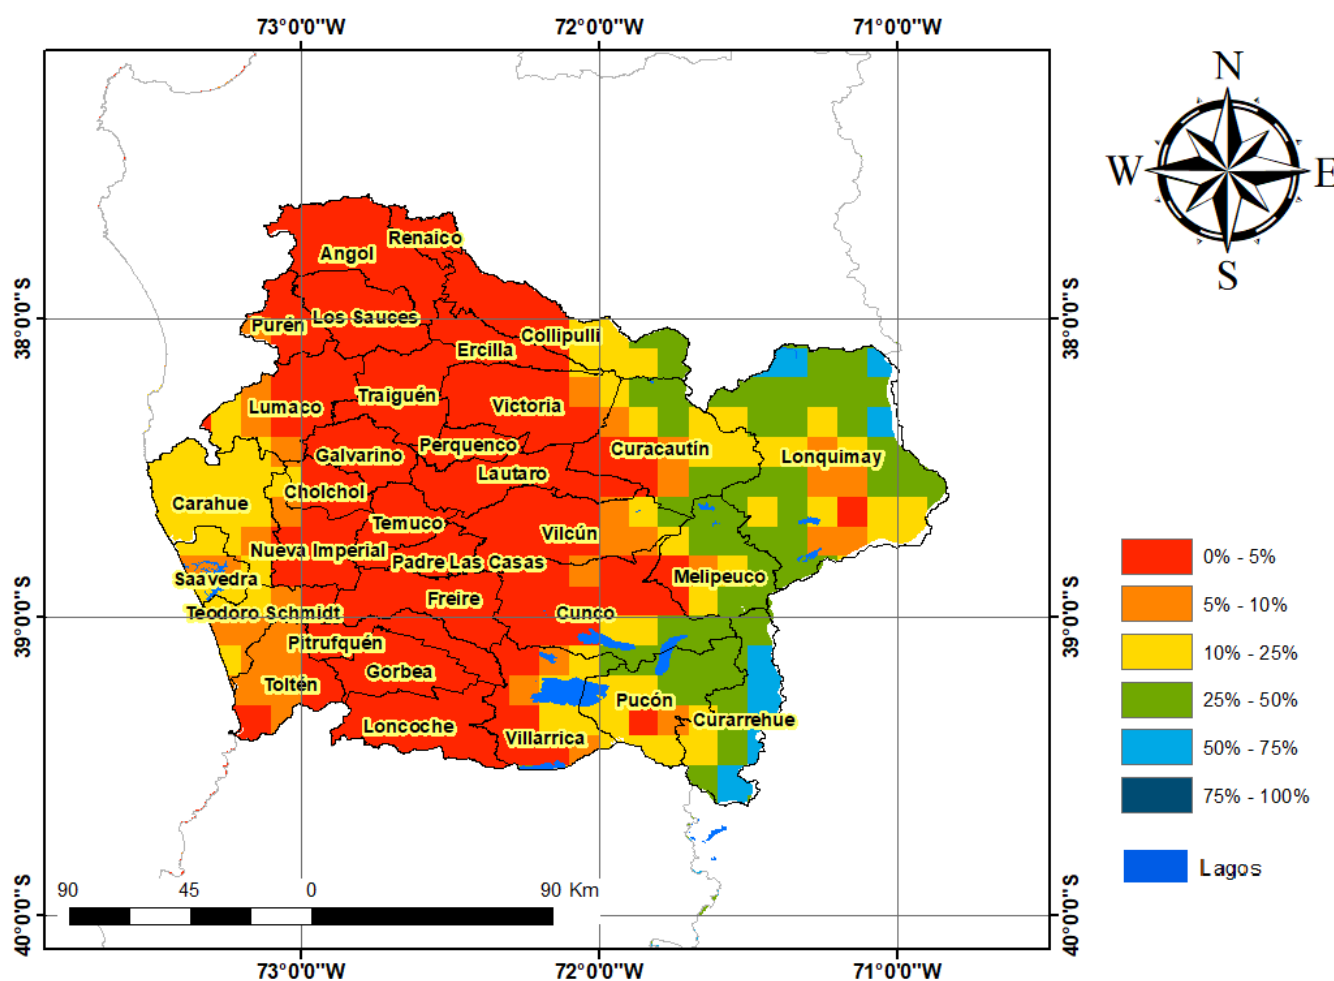 73°0'0"W 72°0'0"W 71°0'0"W
N
W E
S
38°0'0"S 38°0'0"S
39°0'0"S 39°0'0"S
40°0'0"S 40°0'0"S
Renaico
Angol
Los Sauces
Purén
Collipulli
Ercilla
Traiguén
Lumaco
Victoria
Perquenco
Curacautín
Galvarino
Lonquimay
Lautaro
Cholchol
Carahue
Temuco
Vilcún
Nueva Imperial
Padre Las Casas
Saavedra
Melipeuco
Freire
Teodoro Schmidt
Cunco
Pitrufquén
Gorbea
Toltén
Pucón
Curarrehue
Loncoche
Villarrica
0% - 5%
5% - 10%
10% - 25%
25% - 50%
50% - 75%
75% - 100%
Lagos
90 45 0 90 Km
73°0'0"W 72°0'0"W 71°0'0"W